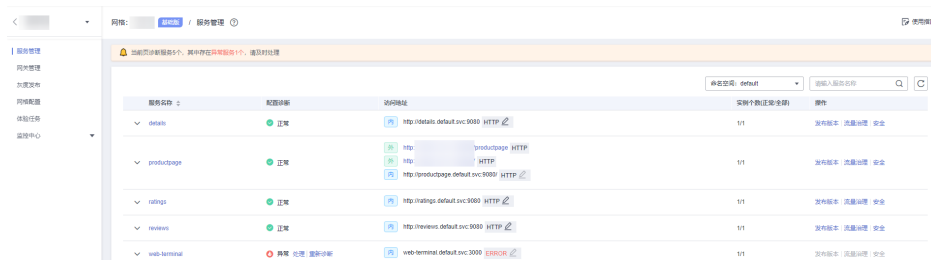 网格： 基础版 / 服务管理
使用指
服务管理
网关管理
灰度发布
网格配置
体验任务
监控中心
当前页诊断服务5个，其中存在异常服务1个，请及时处理
命名空间：default
请输入服务名称
服务名称 配置诊断 访问地址 实例个数(正常/全部) 操作
details 正常 内 http://details.default.svc:9080 HTTP 1/1 发布版本 流量治理 安全
外 http: /productpage HTTP
productpage 正常 外 http: / HTTP 1/1 发布版本 流量治理 安全
内 http://productpage.default.svc:9080/ HTTP
ratings 正常 内 http://ratings.default.svc:9080 HTTP 1/1 发布版本 流量治理 安全
reviews 正常 内 http://reviews.default.svc:9080 HTTP 1/1 发布版本 流量治理 安全
web-terminal 异常 处理 重新诊断 内 web-terminal.default.svc:3000 ERROR 1/1 发布版本 流量治理 安全